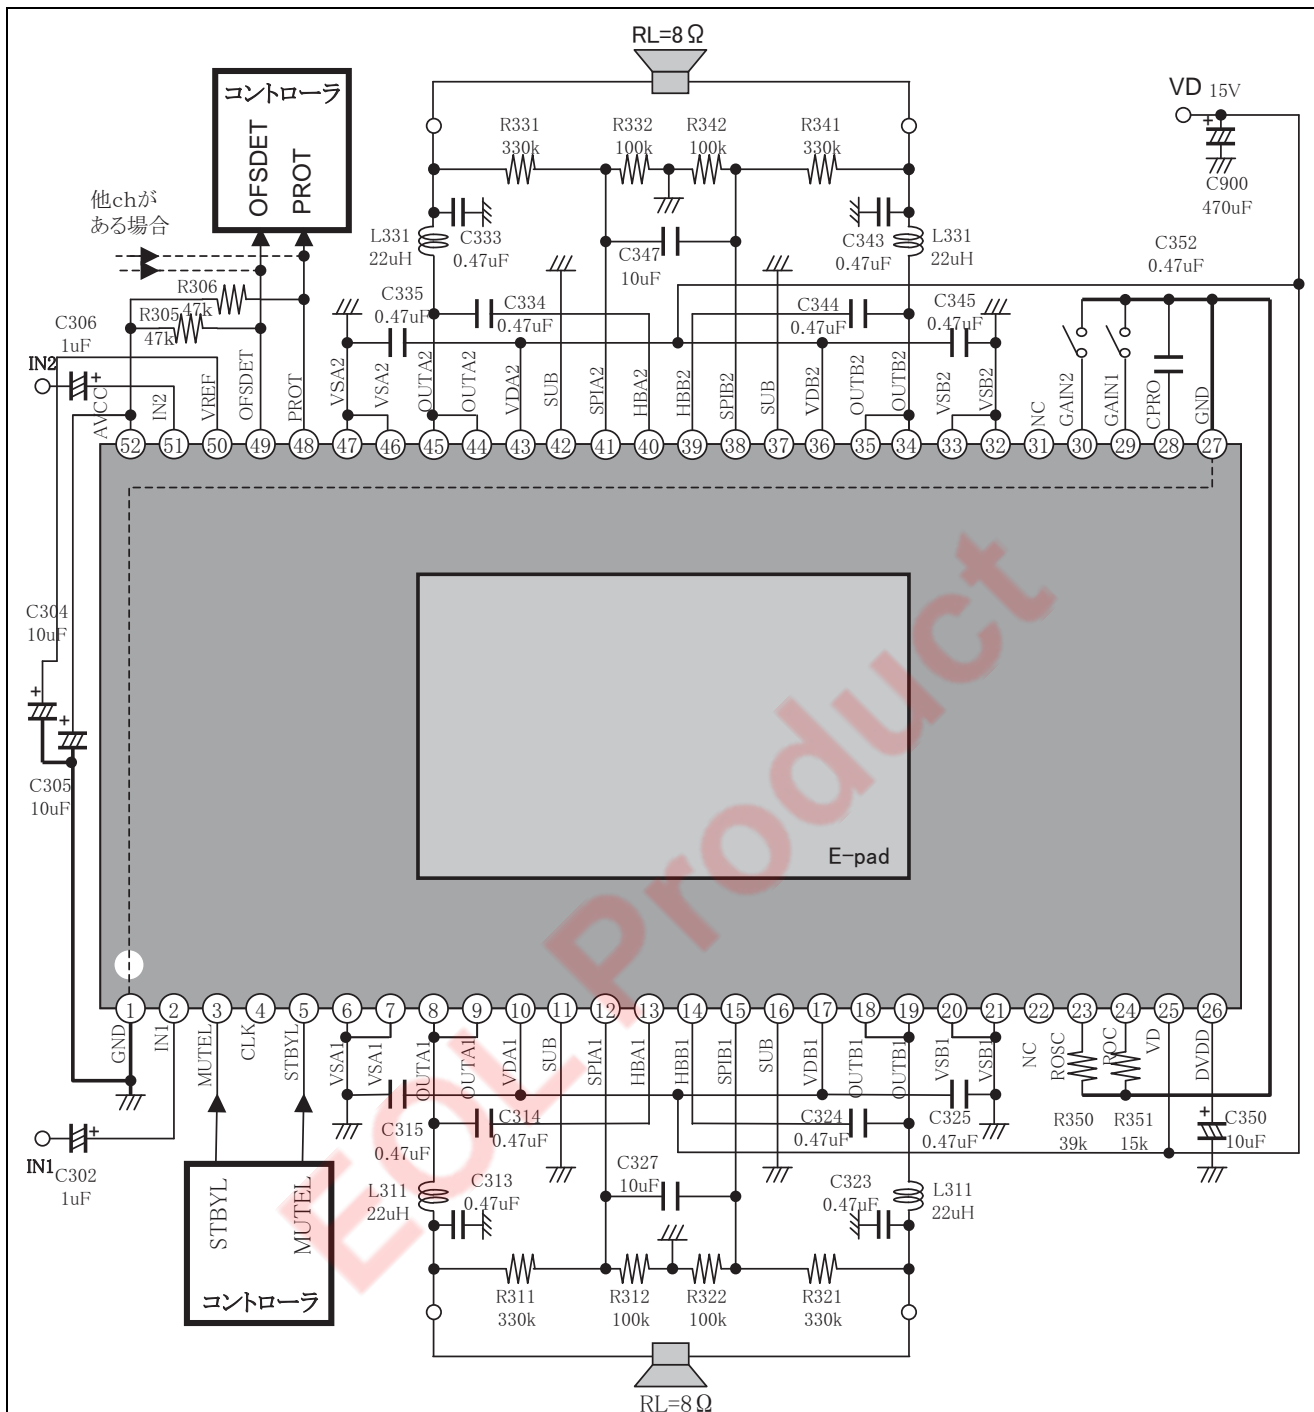 RL=8Ω
VD 15V
コントローラ
OFSDET
PROT
他chが
ある場合
R331
330k
R332
100k
R342
100k
R341
330k
C900
470uF
L331
22uH
C333
0.47uF
C347
10uF
C343
0.47uF
L331
22uH
C352
0.47uF
R306
47k
R305
47k
C306
1uF
C335
0.47uF
C334
0.47uF
C344
0.47uF
C345
0.47uF
IN2
AVCC
IN2
VREF
OFSDET
PROT
VSA2
VSA2
OUTA2
OUTA2
VDA2
SUB
SPIA2
HBA2
HBB2
SPIB2
SUB
VDB2
OUTB2
OUTB2
VSB2
VSB2
NC
GAIN2
GAIN1
CPRO
GND
52 51 50 49 48 47 46 45 44 43 42 41 40 39 38 37 36 35 34 33 32 31 30 29 28 27
C304
10uF
C305
10uF
E-pad
EOL Product
1 2 3 4 5 6 7 8 9 10 11 12 13 14 15 16 17 18 19 20 21 22 23 24 25 26
GND
IN1
MUTEL
CLK
STBYL
VSA1
VSA1
OUTA1
OUTA1
VDA1
SUB
SPIA1
HBA1
HBB1
SPIB1
SUB
VDB1
OUTB1
OUTB1
VSB1
VSB1
NC
ROSC
ROC
VD
DVDD
C315
0.47uF
C314
0.47uF
C324
0.47uF
C325
0.47uF
R350
39k
R351
15k
C350
10uF
IN1
C302
1uF
L311
22uH
C313
0.47uF
C327
10uF
C323
0.47uF
L311
22uH
STBYL
MUTEL
コントローラ
R311
330k
R312
100k
R322
100k
R321
330k
RL=8Ω